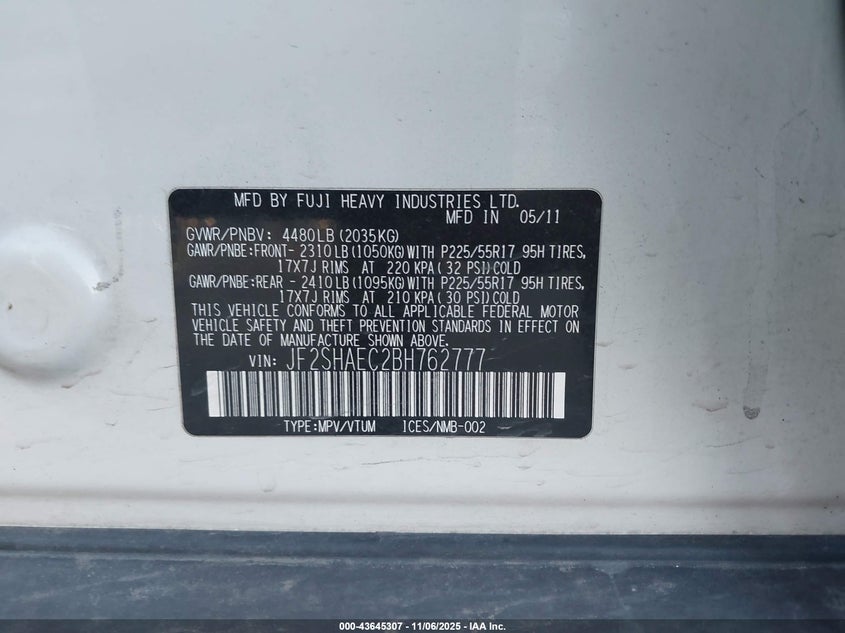 MFD BY FUJI HEAVY INDUSTRIES LTD.
MFD IN 05/11
GVWR/PNBV: 4480LB (2035KG)
GAWR/PNBE:FRONT- 2310LB (1050KG) WITH P225/55R17 95H TIRES,
17X7J RIMS AT 220 KPA (32 PSI) COLD
GAWR/PNBE:REAR - 2410LB (1095KG) WITH P225/55R17 95H TIRES,
17X7J RIMS AT 210 KPA (30 PSI) COLD
THIS VEHICLE CONFORMS TO ALL APPLICABLE FEDERAL MOTOR
VEHICLE SAFETY AND THEFT PREVENTION STANDARDS IN EFFECT ON
THE DATE OF MANUFACTURE SHOWN ABOVE.
VIN: JF2SHAEC2BH762777
TYPE:MPV/VTUM ICES/NMB-002
000-43645307 - 11/06/2025 - IAA Inc.